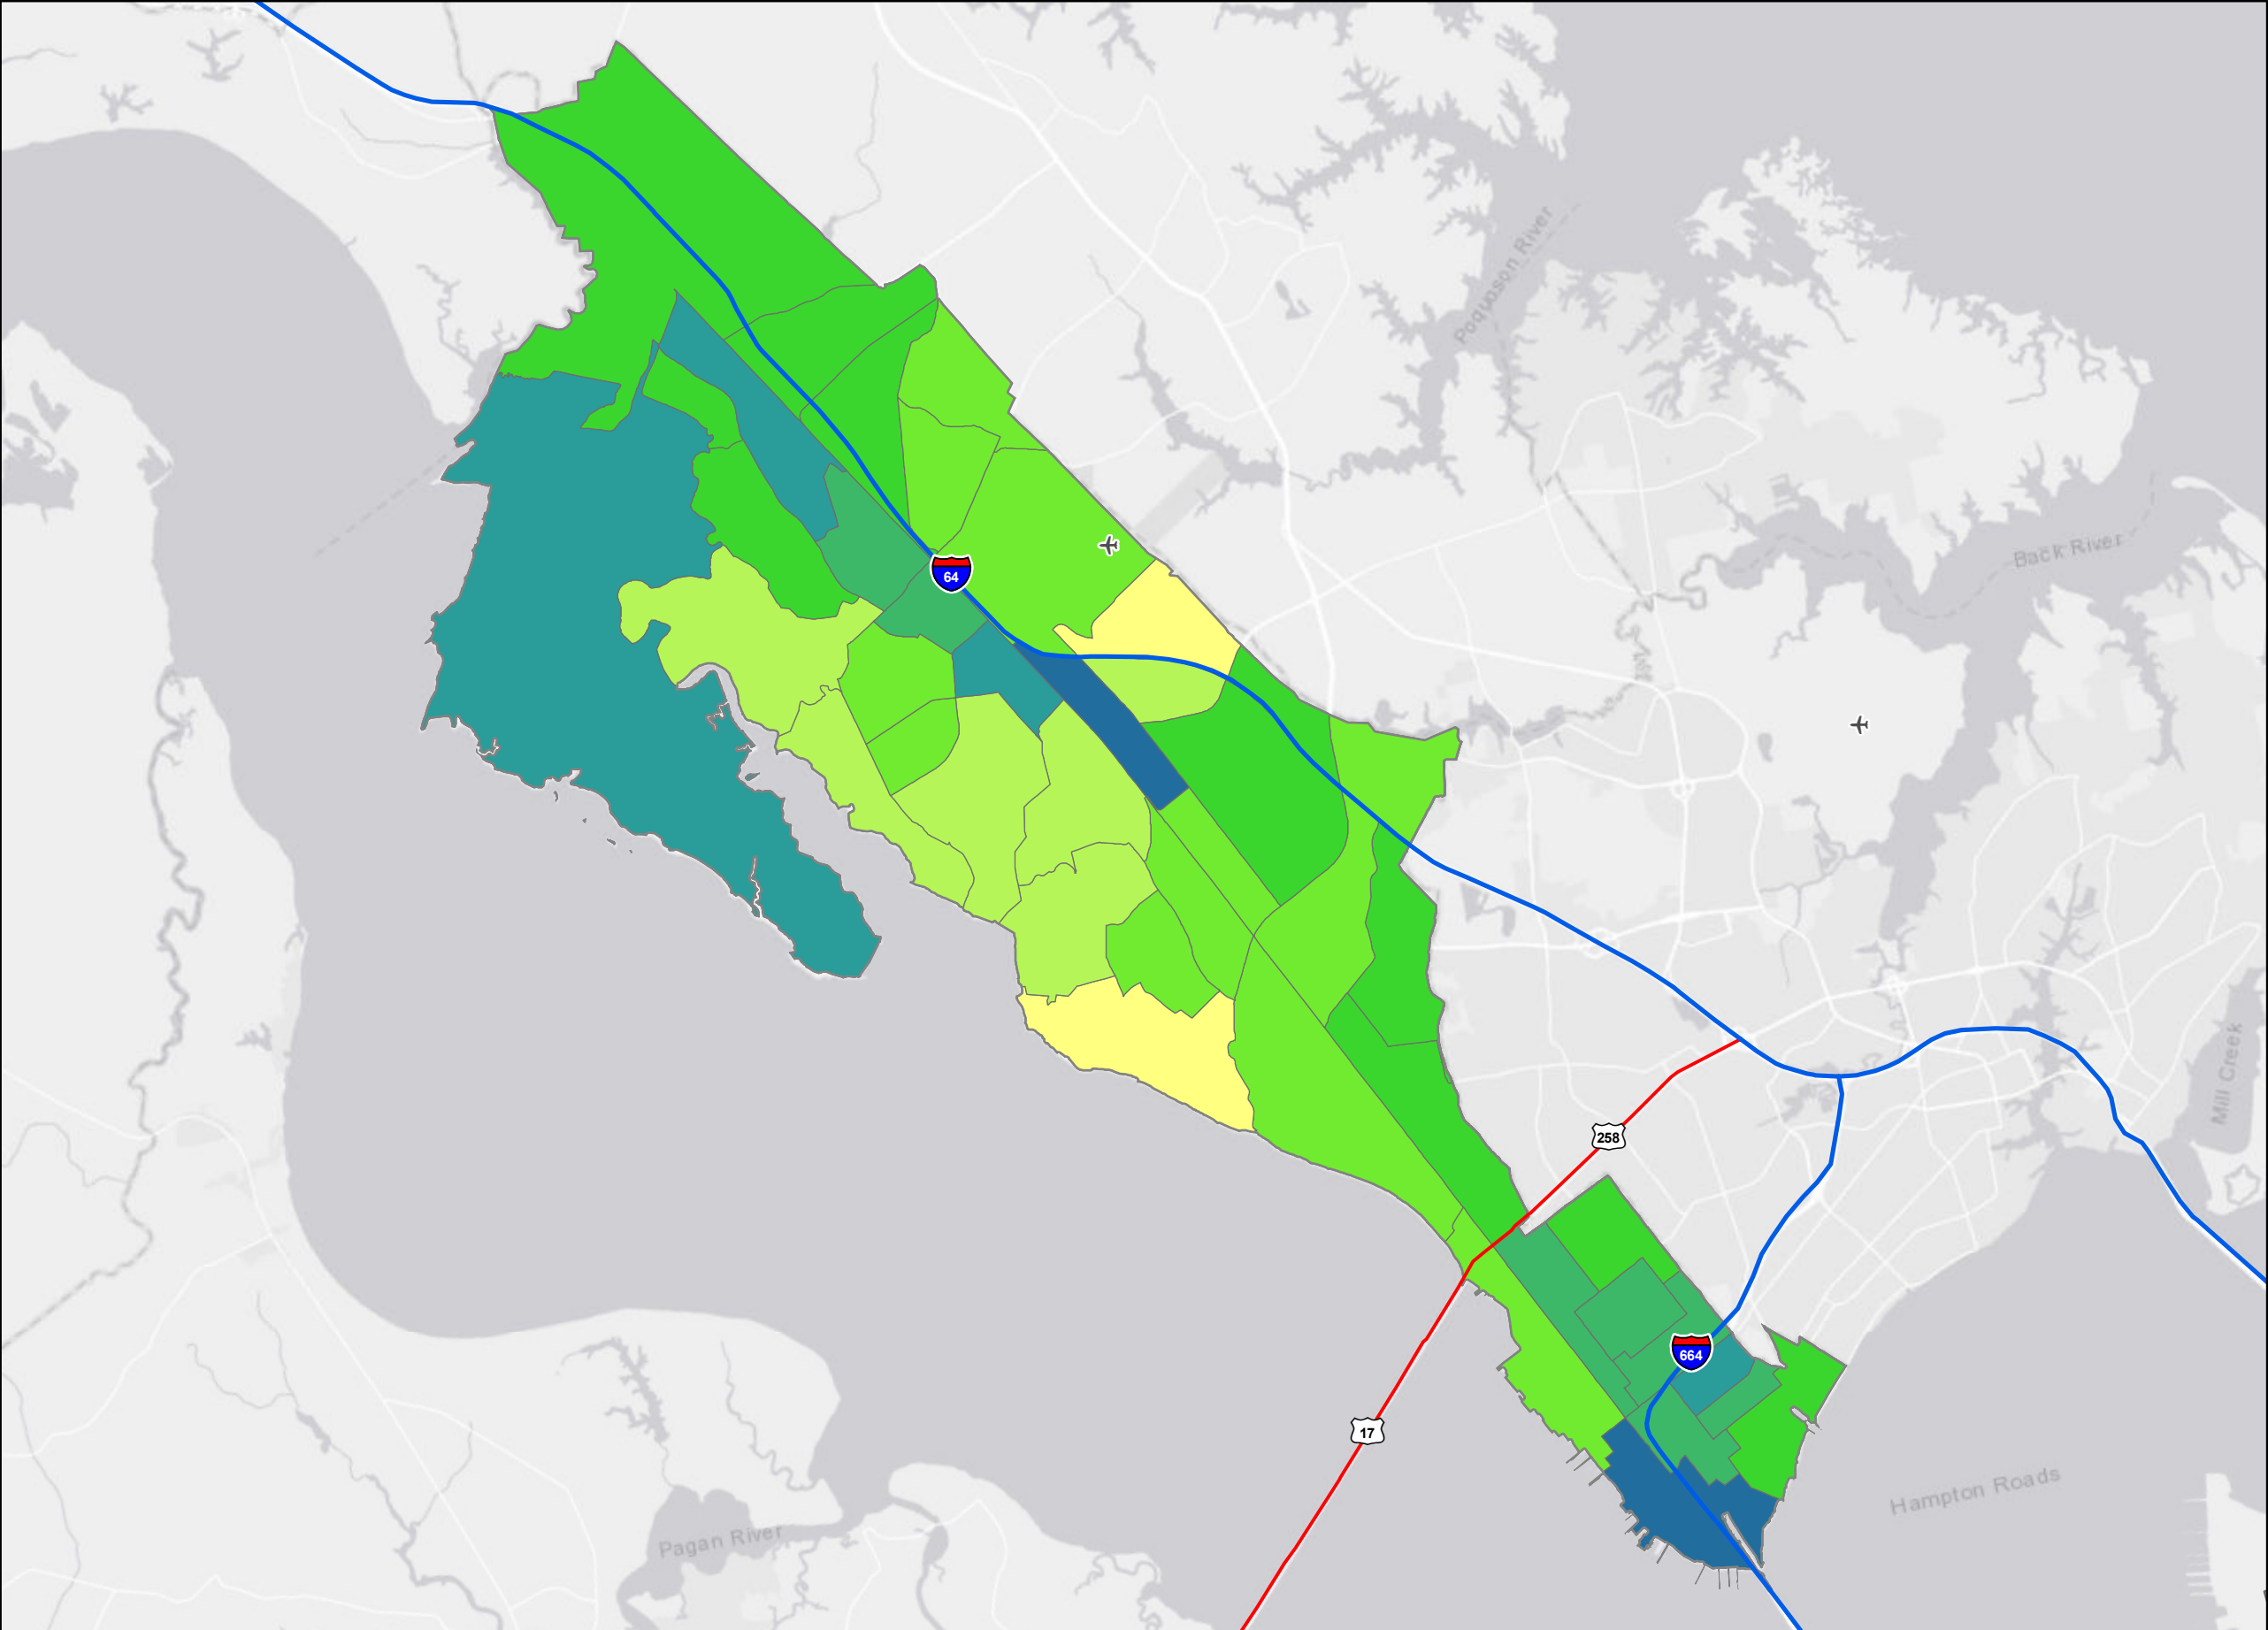 Poquoson River
Back River
64
Mill Creek
258
664
17
Hampton Roads
Pagan River